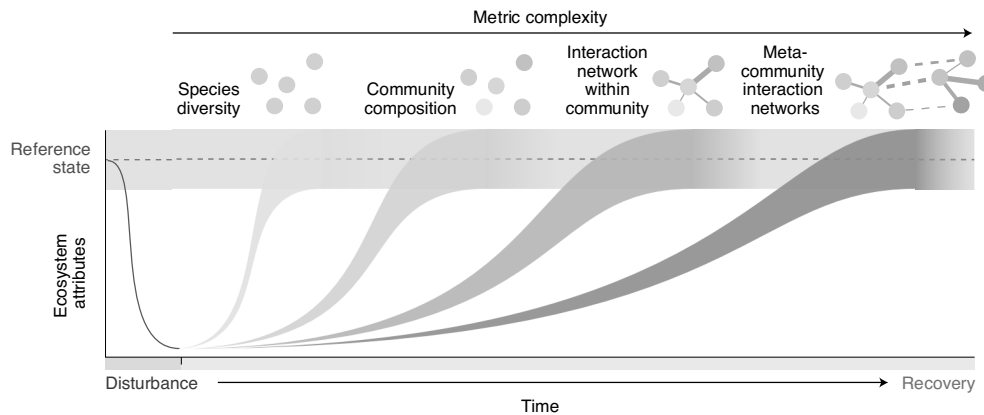 Metric complexity
Species
diversity
Community
composition
Interaction
network
within
community
Meta-
community
interaction
networks
Reference
state
Ecosystem
attributes
Disturbance
Recovery
Time